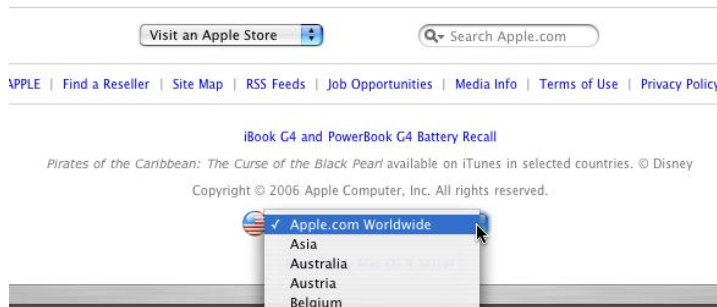 Visit an Apple Store
Search Apple.com
APPLE | Find a Reseller | Site Map | RSS Feeds | Job Opportunities | Media Info | Terms of Use | Privacy Policy
iBook G4 and PowerBook G4 Battery Recall
Pirates of the Caribbean: The Curse of the Black Pearl available on iTunes in selected countries. © Disney
Copyright © 2006 Apple Computer, Inc. All rights reserved.
✓ Apple.com Worldwide
Asia
Australia
Austria
Belgium